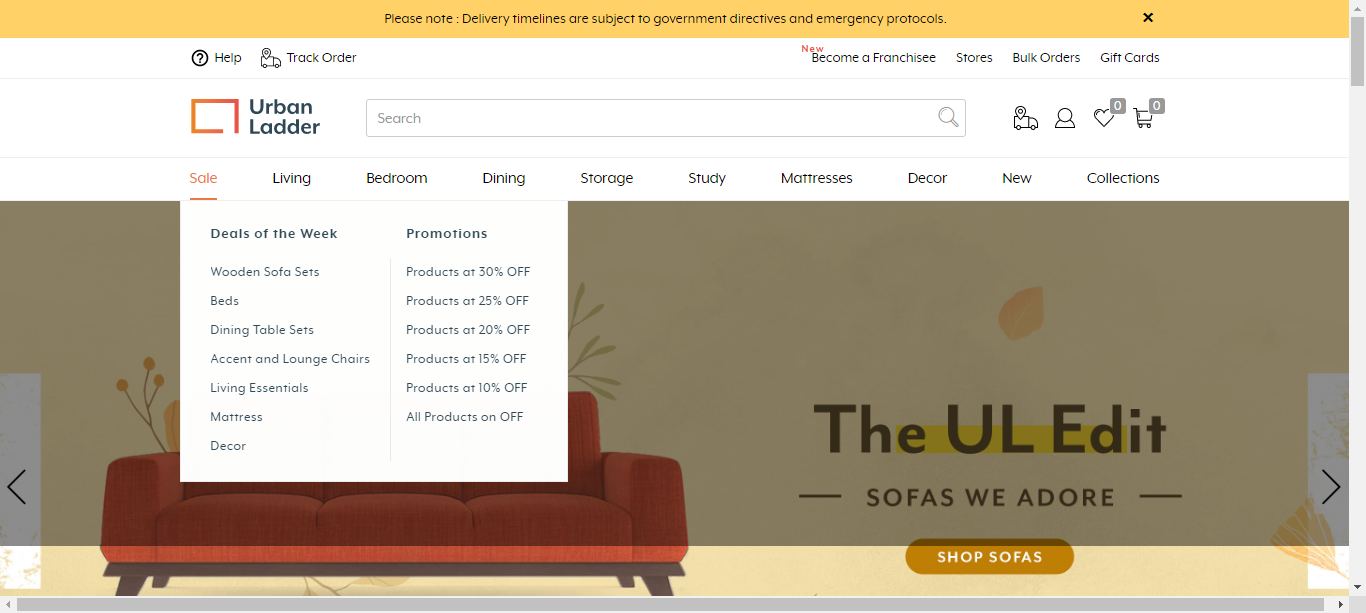 Please note : Delivery timelines are subject to government directives and emergency protocols.
Help
Track Order
New
Become a Franchisee
Stores
Bulk Orders
Gift Cards
Urban
Ladder
Search
0
0
Sale
Living
Bedroom
Dining
Storage
Study
Mattresses
Decor
New
Collections
Deals of the Week
Wooden Sofa Sets
Beds
Dining Table Sets
Accent and Lounge Chairs
Living Essentials
Mattress
Decor
Promotions
Products at 30% OFF
Products at 25% OFF
Products at 20% OFF
Products at 15% OFF
Products at 10% OFF
All Products on OFF
The UL Edit
SOFAS WE ADORE
SHOP SOFAS